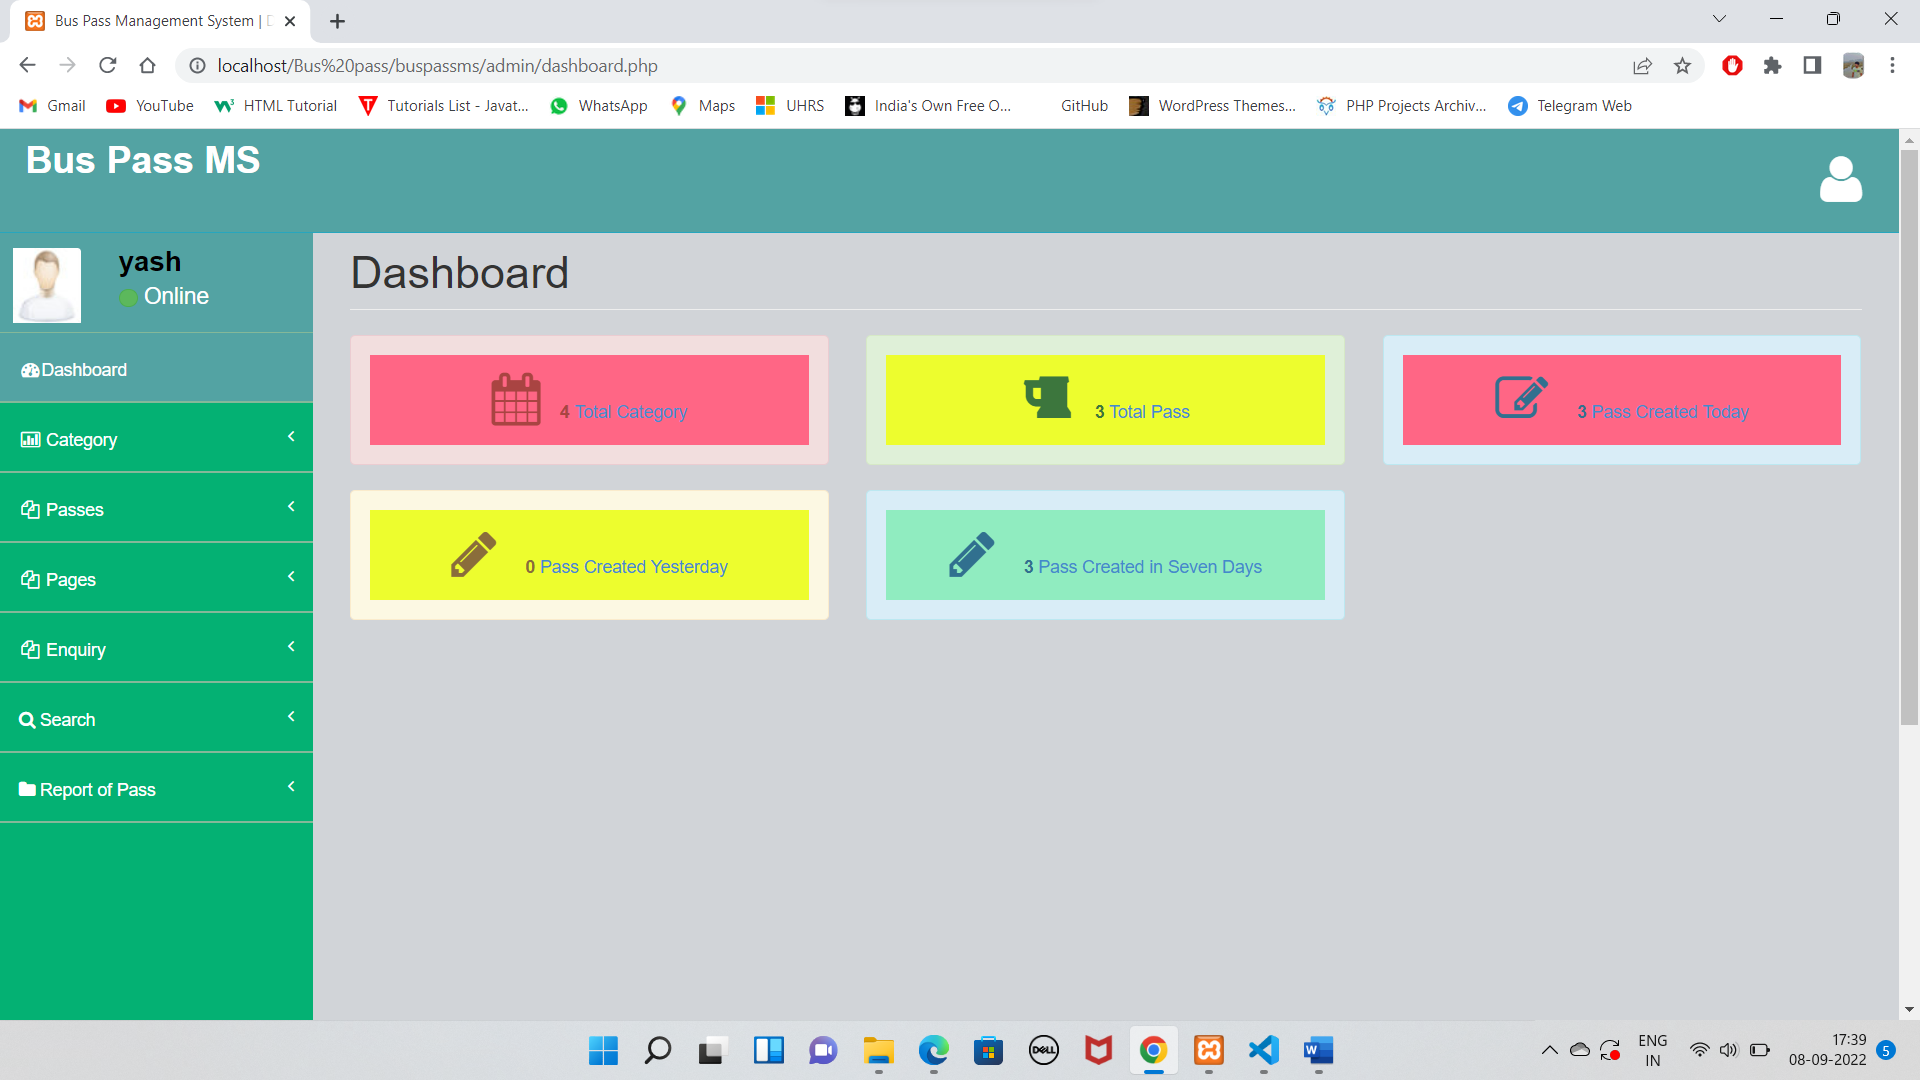 Bus Pass Management System | D
localhost/Bus%20pass/buspassms/admin/dashboard.php
Gmail YouTube HTML Tutorial Tutorials List - Javat... WhatsApp Maps UHRS India's Own Free O... GitHub WordPress Themes... PHP Projects Archiv... Telegram Web
Bus Pass MS
yash
Online
Dashboard
Category
Passes
Pages
Enquiry
Search
Report of Pass
Dashboard
4 Total Category
3 Total Pass
3 Pass Created Today
0 Pass Created Yesterday
3 Pass Created in Seven Days
DELL
W
ENG
IN
17:39
08-09-2022
5